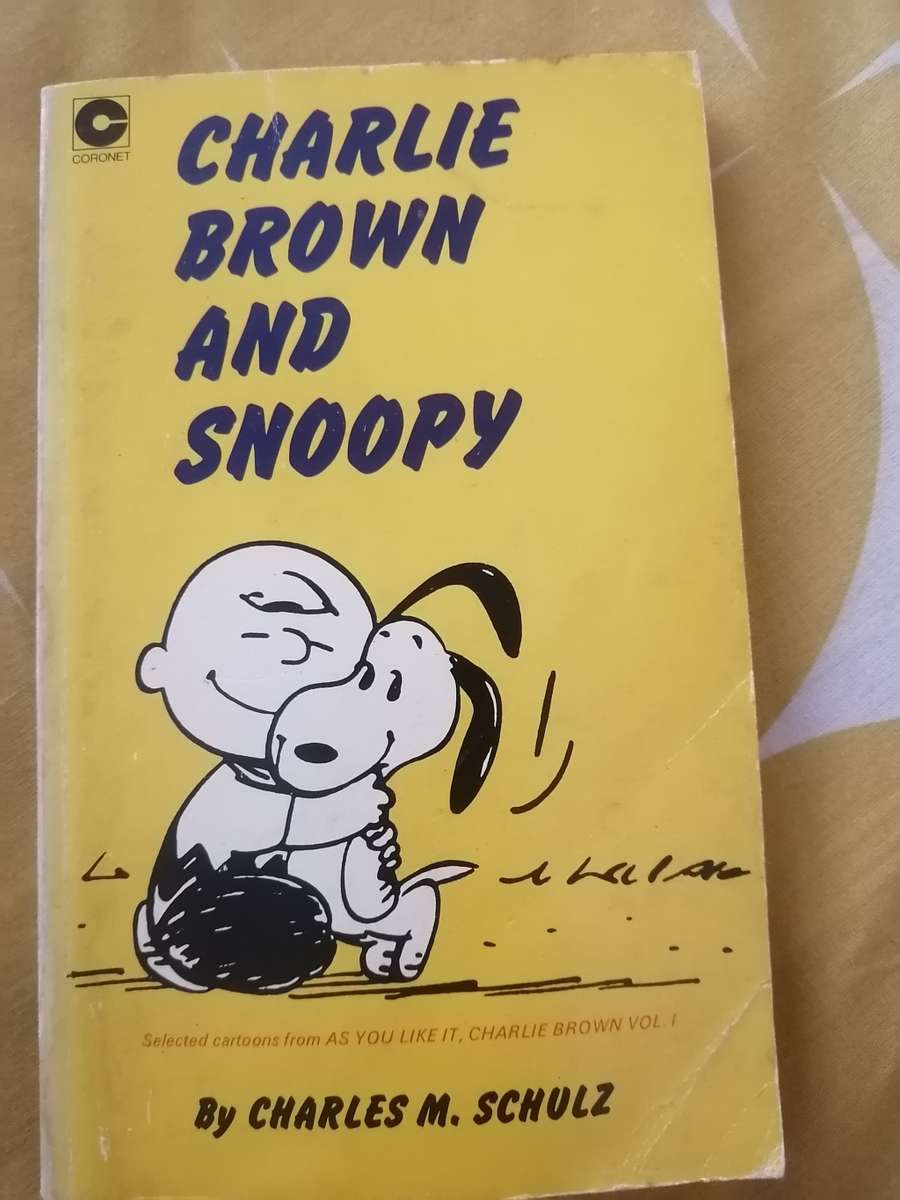 CORONET
CHARLIE
BROWN
AND
SNOOPY
Selected cartoons from AS YOU LIKE IT, CHARLIE BROWN VOL. I
By CHARLES M. SCHULZ